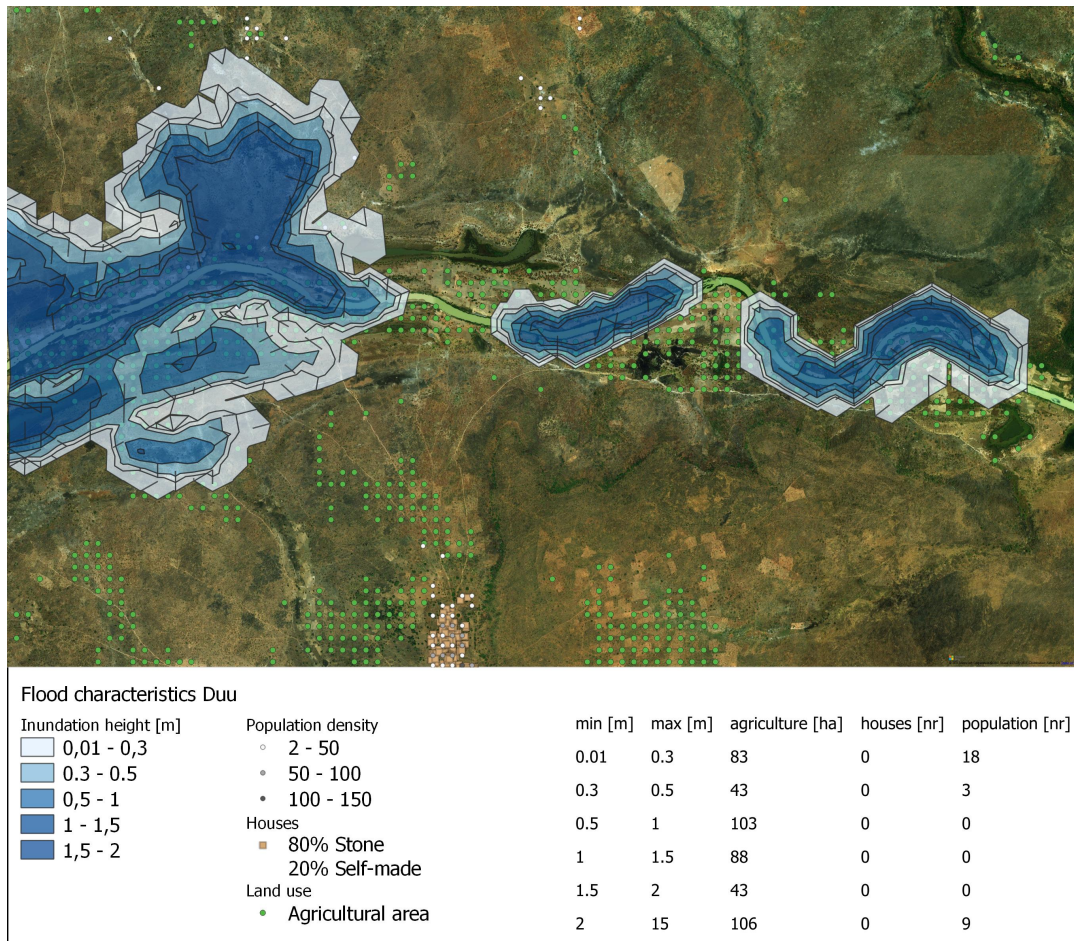 Flood characteristics Duu
Inundation height [m]
0,01 - 0,3
0.3 - 0.5
0,5 - 1
1 - 1,5
1,5 - 2
Population density
2 - 50
50 - 100
100 - 150
Houses
80% Stone
20% Self-made
Land use
Agricultural area
min [m] max [m] agriculture [ha] houses [nr] population [nr]
0.01 0.3 83 0 18
0.3 0.5 43 0 3
0.5 1 103 0 0
1 1.5 88 0 0
1.5 2 43 0 0
2 15 106 0 9